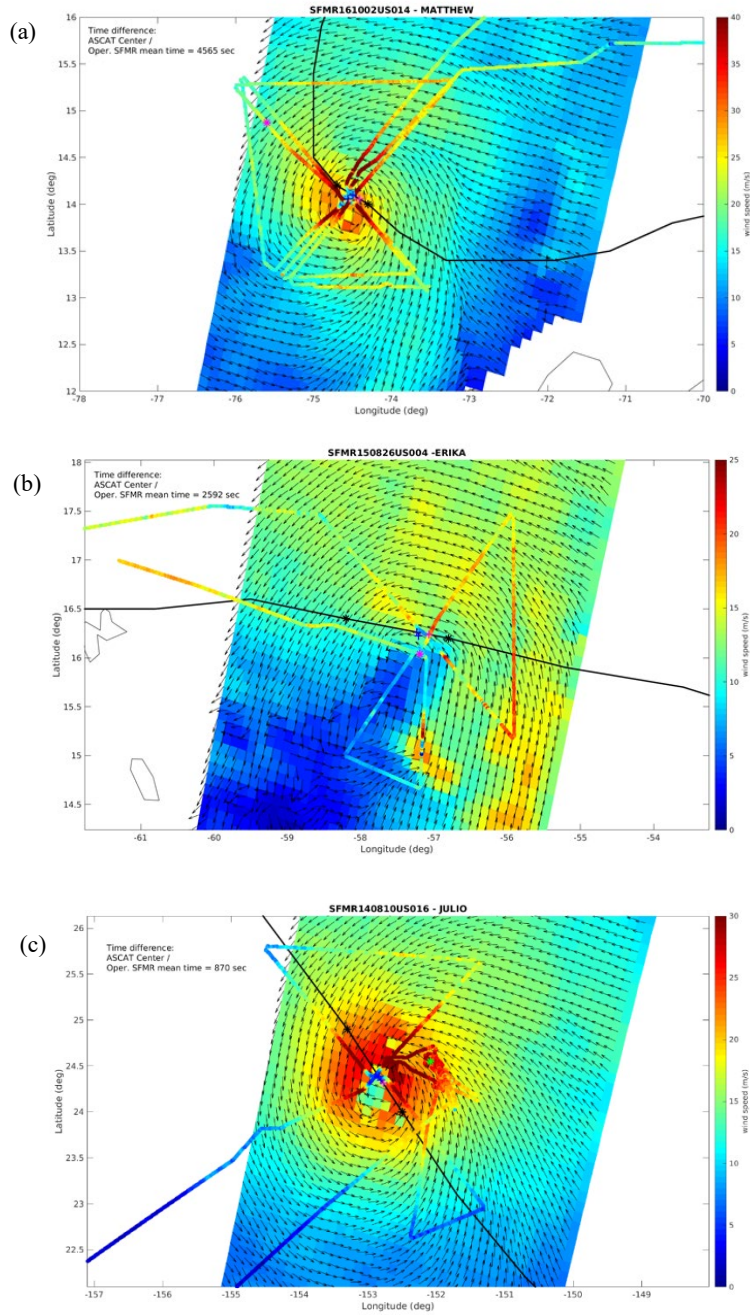 (a)
SFMR161002US014 - MATTHEW
Time difference:
ASCAT Center /
Oper. SFMR mean time = 4565 sec
16
15.5
15
14.5
14
13.5
13
12.5
12
Latitude (deg)
-78 -77 -76 -75 -74 -73 -72 -71 -70
Longitude (deg)
40
35
30
25
20
15
10
5
0
wind speed (m/s)
(b)
SFMR150826US004 -ERIKA
Time difference:
ASCAT Center /
Oper. SFMR mean time = 2592 sec
18
17.5
17
16.5
16
15.5
15
14.5
Latitude (deg)
-61 -60 -59 -58 -57 -56 -55 -54
Longitude (deg)
25
20
15
10
5
0
wind speed (m/s)
(c)
SFMR140810US016 - JULIO
Time difference:
ASCAT Center /
Oper. SFMR mean time = 870 sec
26
25.5
25
24.5
24
23.5
23
22.5
Latitude (deg)
-157 -156 -155 -154 -153 -152 -151 -150 -149
Longitude (deg)
30
25
20
15
10
5
0
wind speed (m/s)